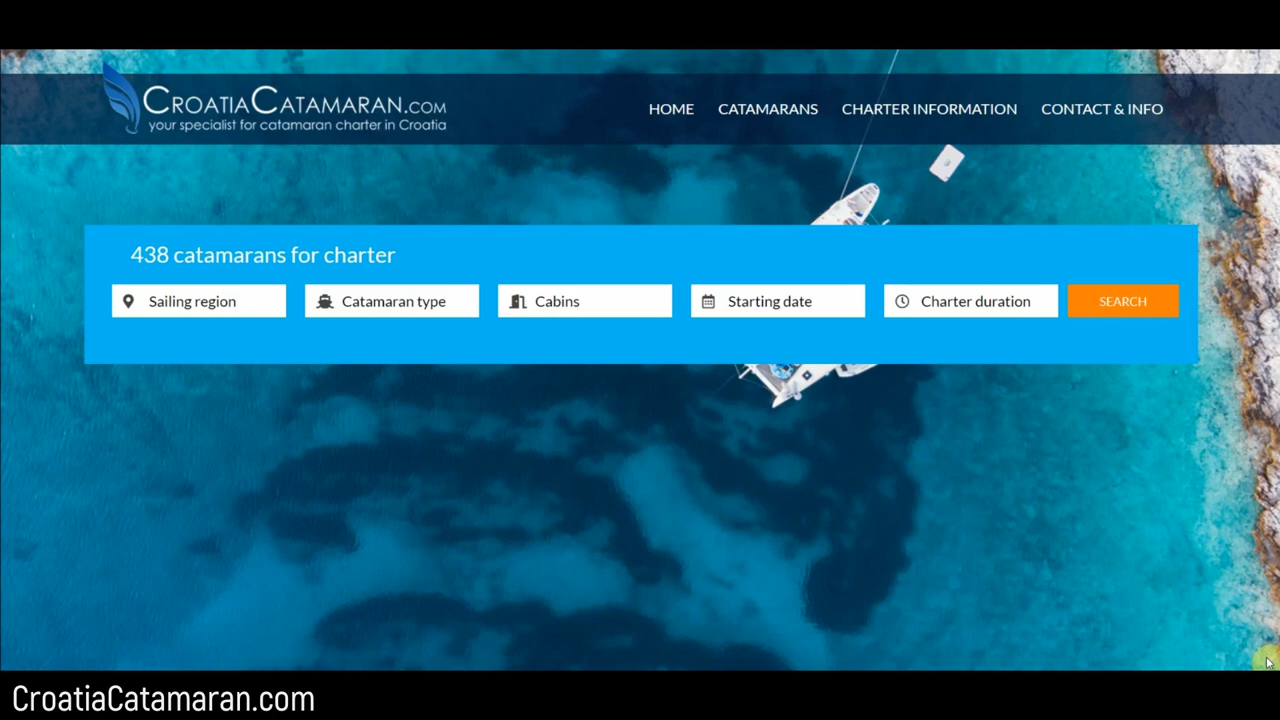 CROATIACATAMARAN.COM
your specialist for catamaran charter in Croatia
HOME CATAMARANS CHARTER INFORMATION CONTACT & INFO
438 catamarans for charter
Sailing region Catamaran type Cabins Starting date Charter duration SEARCH
CroatiaCatamaran.com